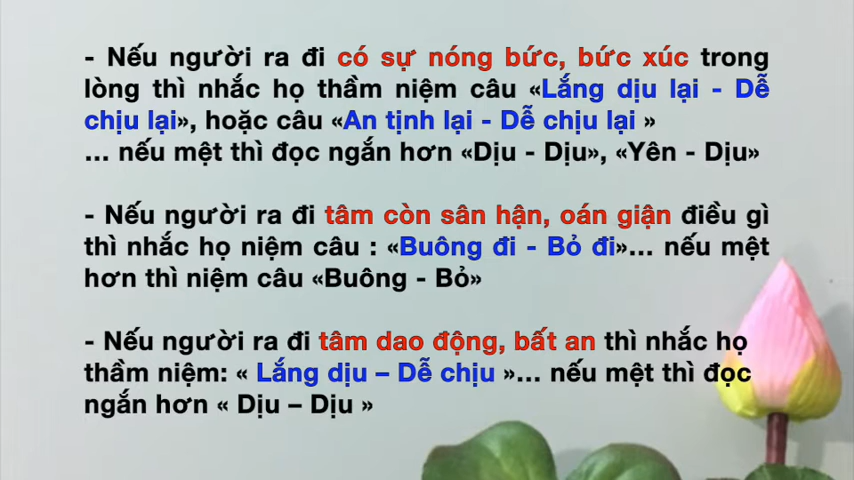 - Nếu người ra đi có sự nóng bức, bức xúc trong
lòng thì nhắc họ thầm niệm câu «Lắng dịu lại - Dễ
chịu lại», hoặc câu «An tịnh lại - Dễ chịu lại »
... nếu mệt thì đọc ngắn hơn «Dịu - Dịu», «Yên - Dịu»
- Nếu người ra đi tâm còn sân hận, oán giận điều gì
thì nhắc họ niệm câu : «Buông đi - Bỏ đi»... nếu mệt
hơn thì niệm câu «Buông - Bỏ»
- Nếu người ra đi tâm dao động, bất an thì nhắc họ
thầm niệm: « Lắng dịu – Dễ chịu »... nếu mệt thì đọc
ngắn hơn « Dịu – Dịu »